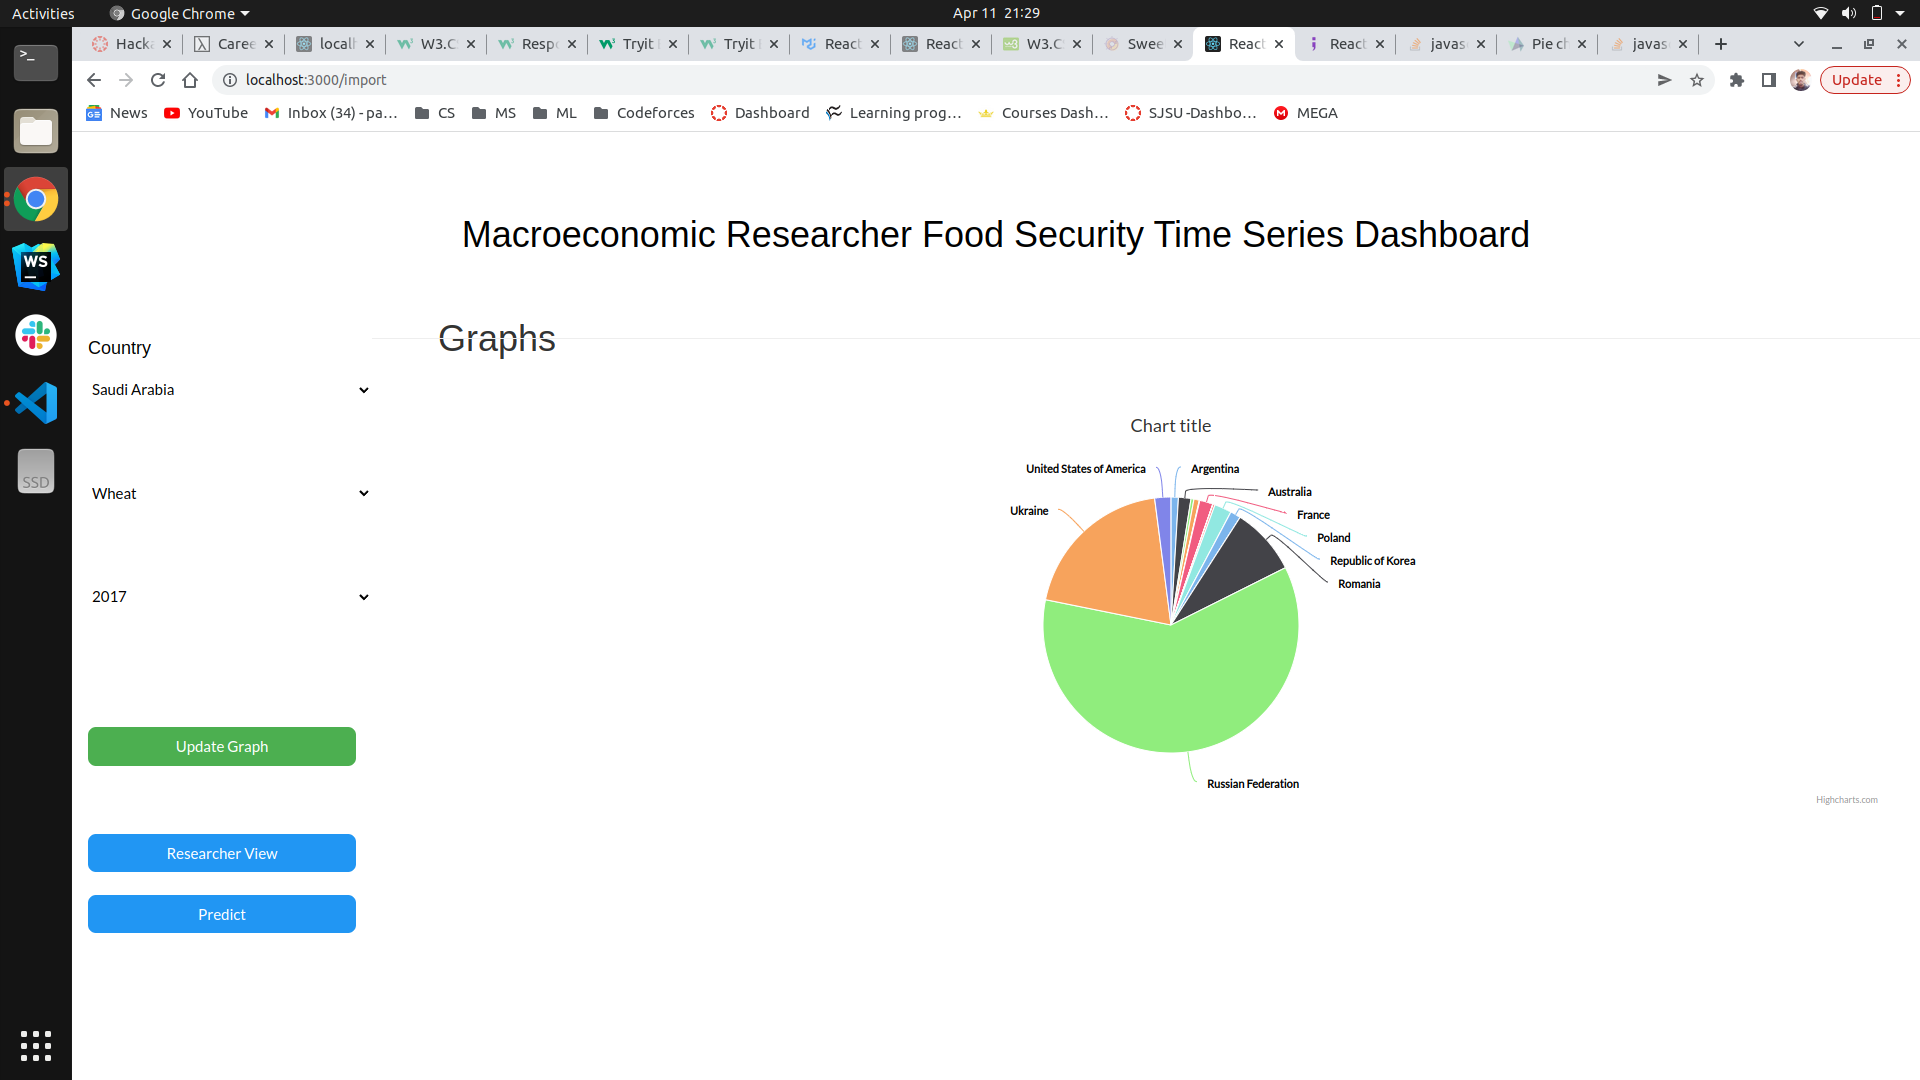 Activities Google Chrome Apr 11 21:29
Hack Caree local W3.C Resp Tryit Tryit React React W3.C Swee React React javas Pie ch javas
localhost:3000/import Update
News YouTube Inbox (34) - pa… CS MS ML Codeforces Dashboard Learning prog… Courses Dash… SJSU -Dashbo… MEGA
Macroeconomic Researcher Food Security Time Series Dashboard
Graphs
Country
Saudi Arabia
Wheat
2017
Update Graph
Researcher View
Predict
Chart title
United States of America
Argentina
Australia
Ukraine
France
Poland
Republic of Korea
Romania
Russian Federation
Highcharts.com
WS
SSD